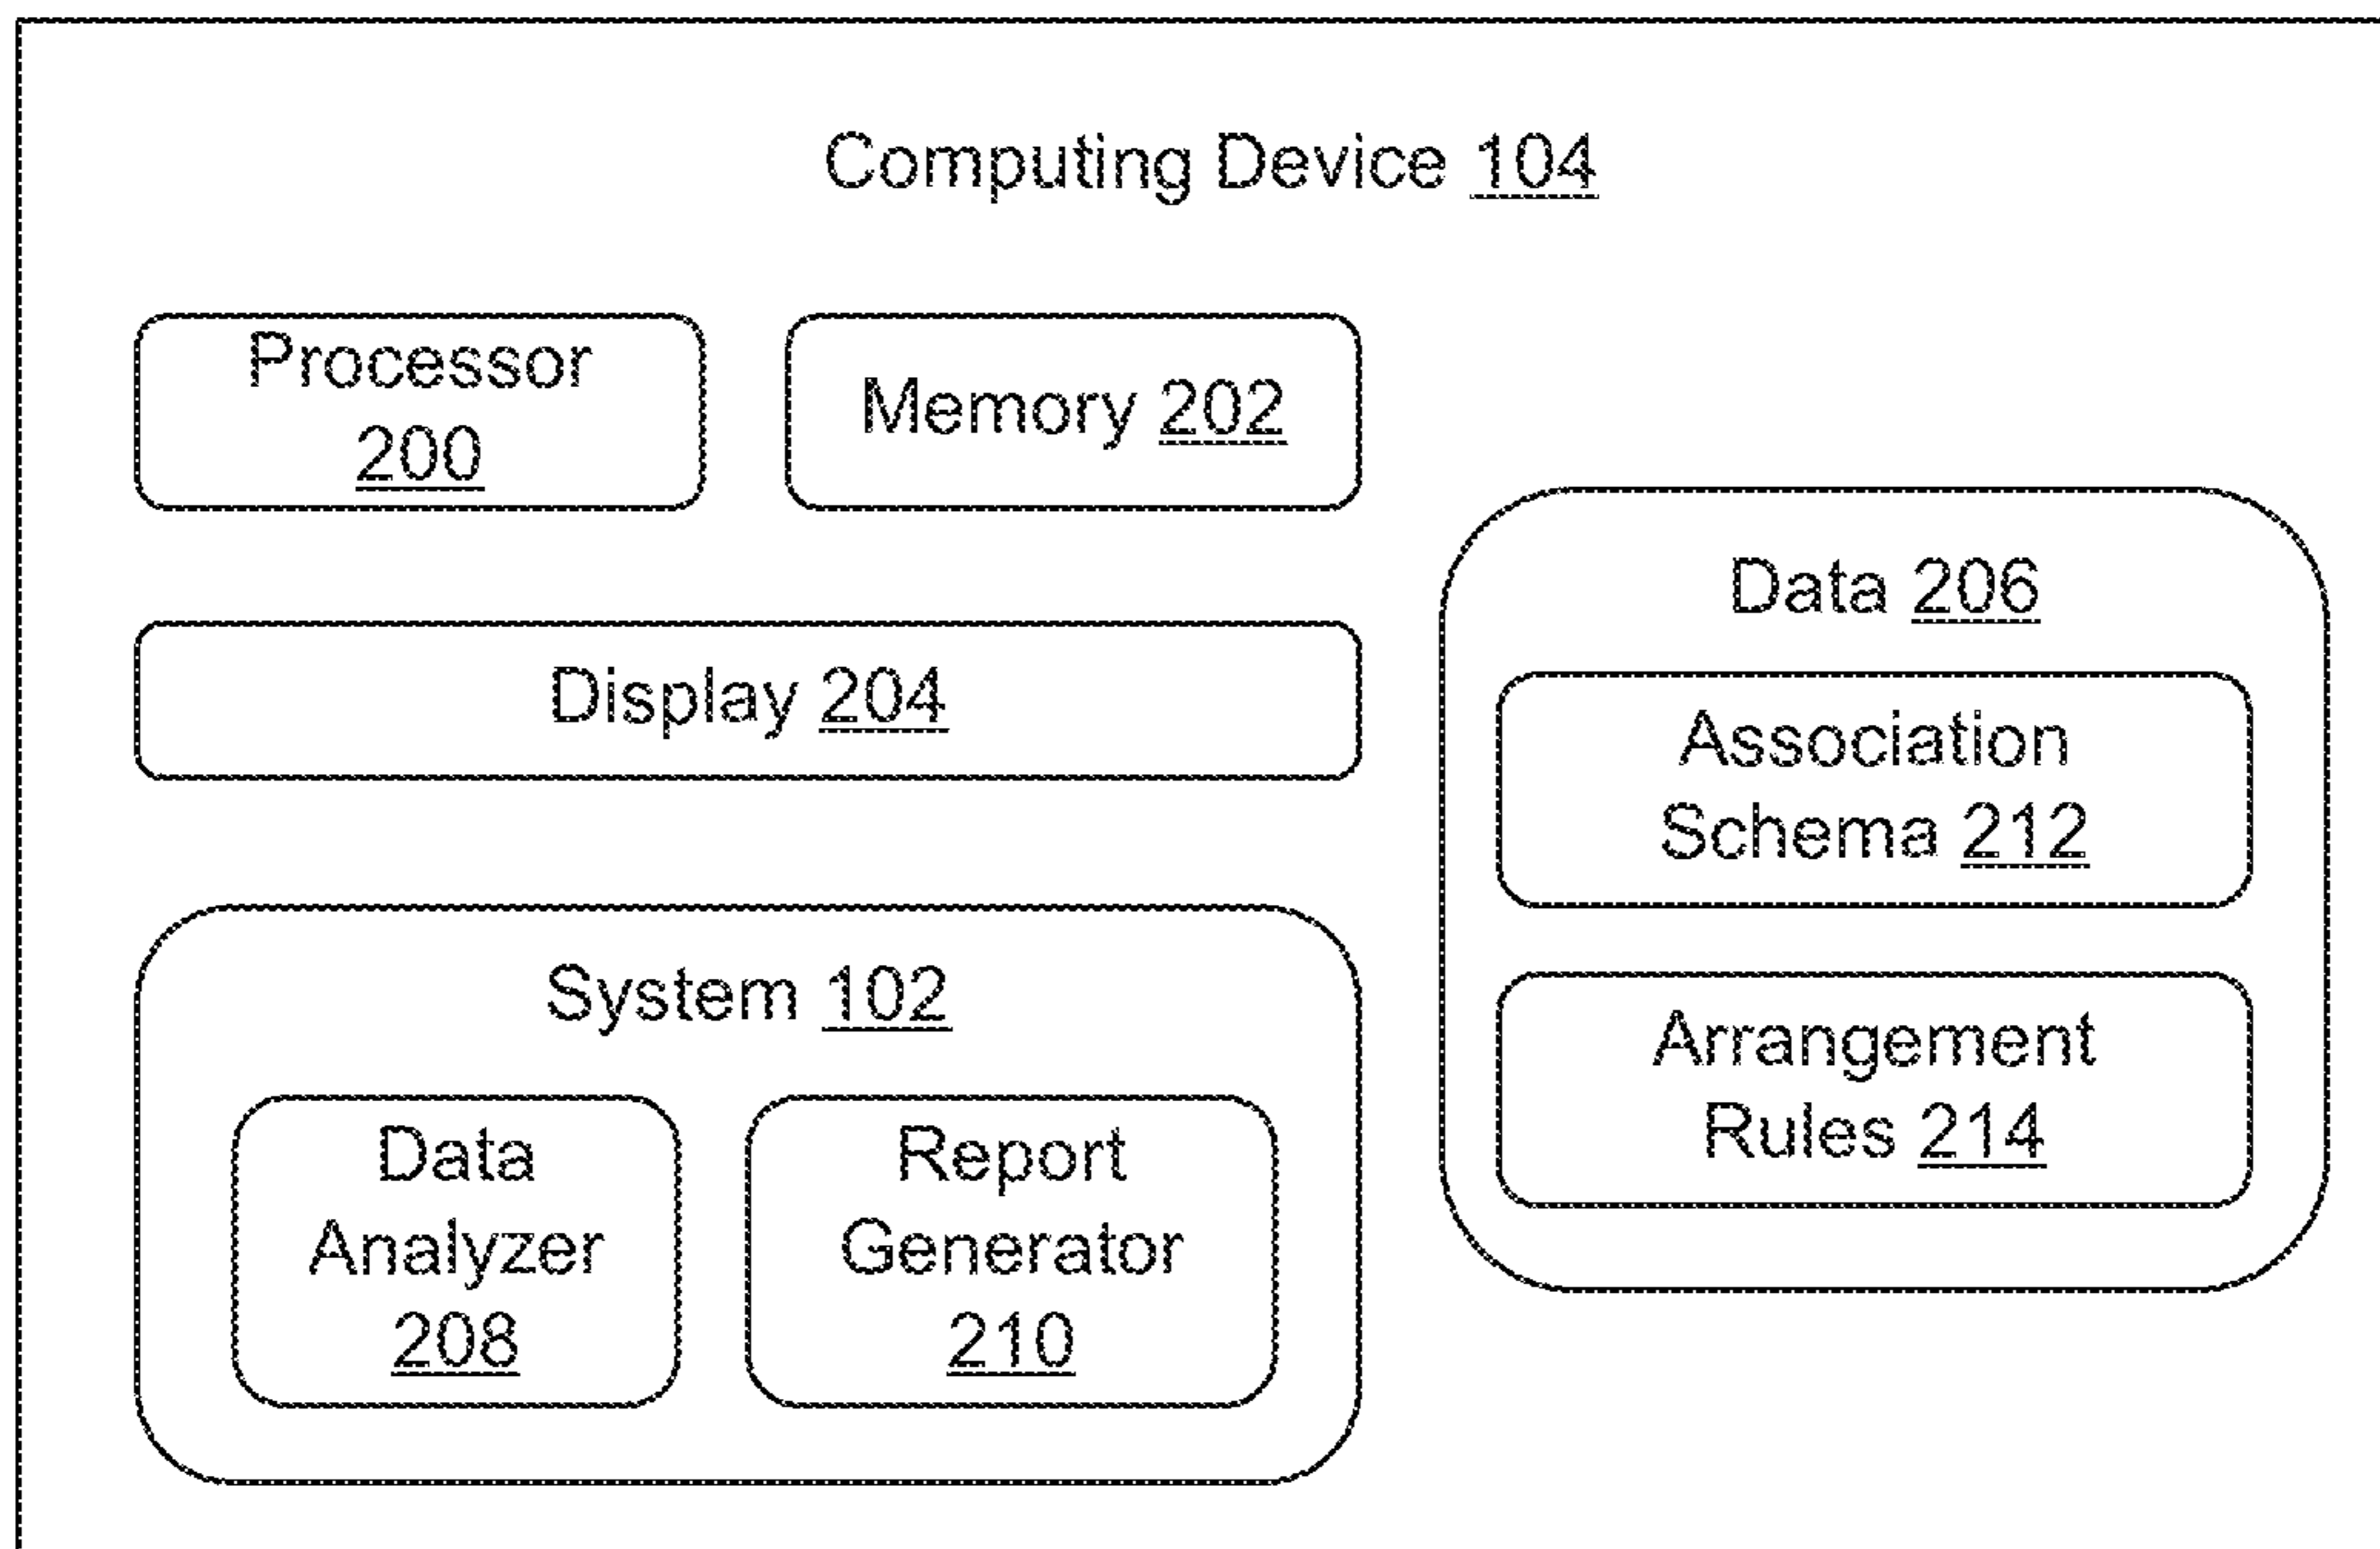 Computing Device 104
Processor
200
Memory 202
Display 204
System 102
Data
Analyzer
208
Report
Generator
210
Data 206
Association
Schema 212
Arrangement
Rules 214